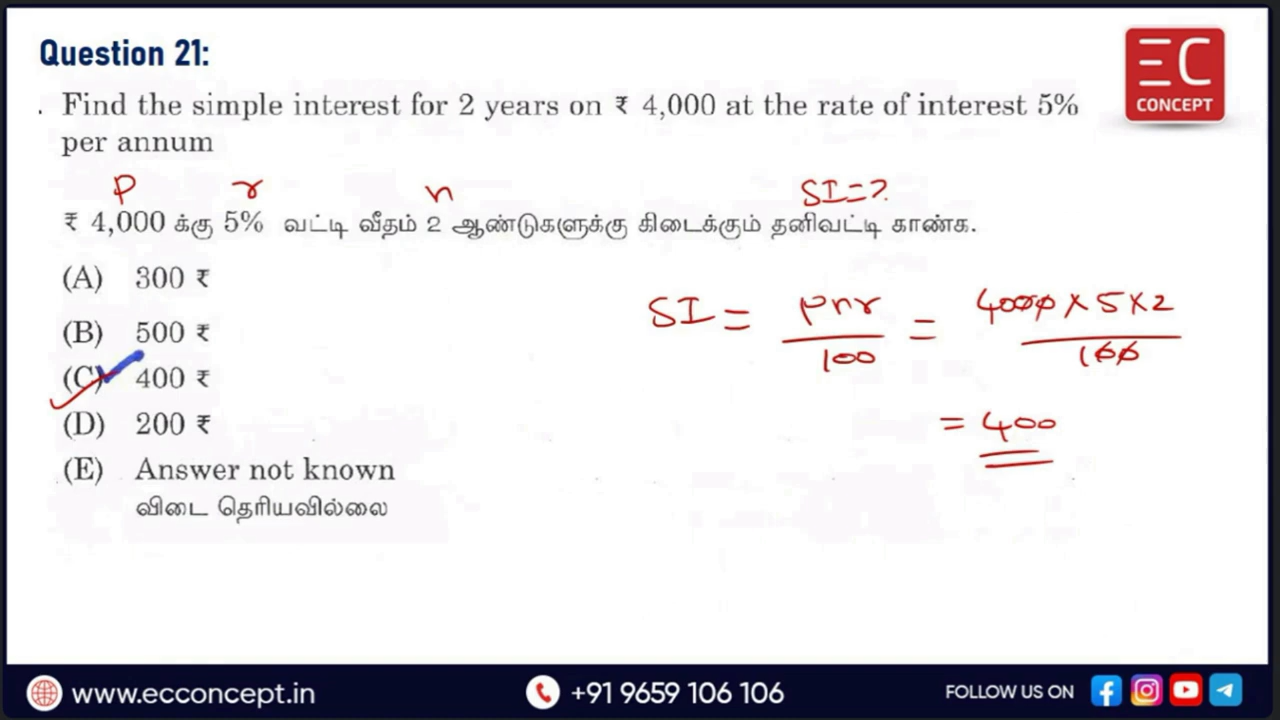 Question 21:
EC
CONCEPT
. Find the simple interest for 2 years on ₹ 4,000 at the rate of interest 5%
per annum
P r n SI=?
₹ 4,000 க்கு 5% வட்டி வீதம் 2 ஆண்டுகளுக்கு கிடைக்கும் தனிவட்டி காண்க.
(A) 300 ₹
(B) 500 ₹
(C) 400 ₹
(D) 200 ₹
(E) Answer not known
விடை தெரியவில்லை
SI = pnr/100 = 4000 × 5 × 2/100
= 400
www.ecconcept.in +91 9659 106 106 FOLLOW US ON